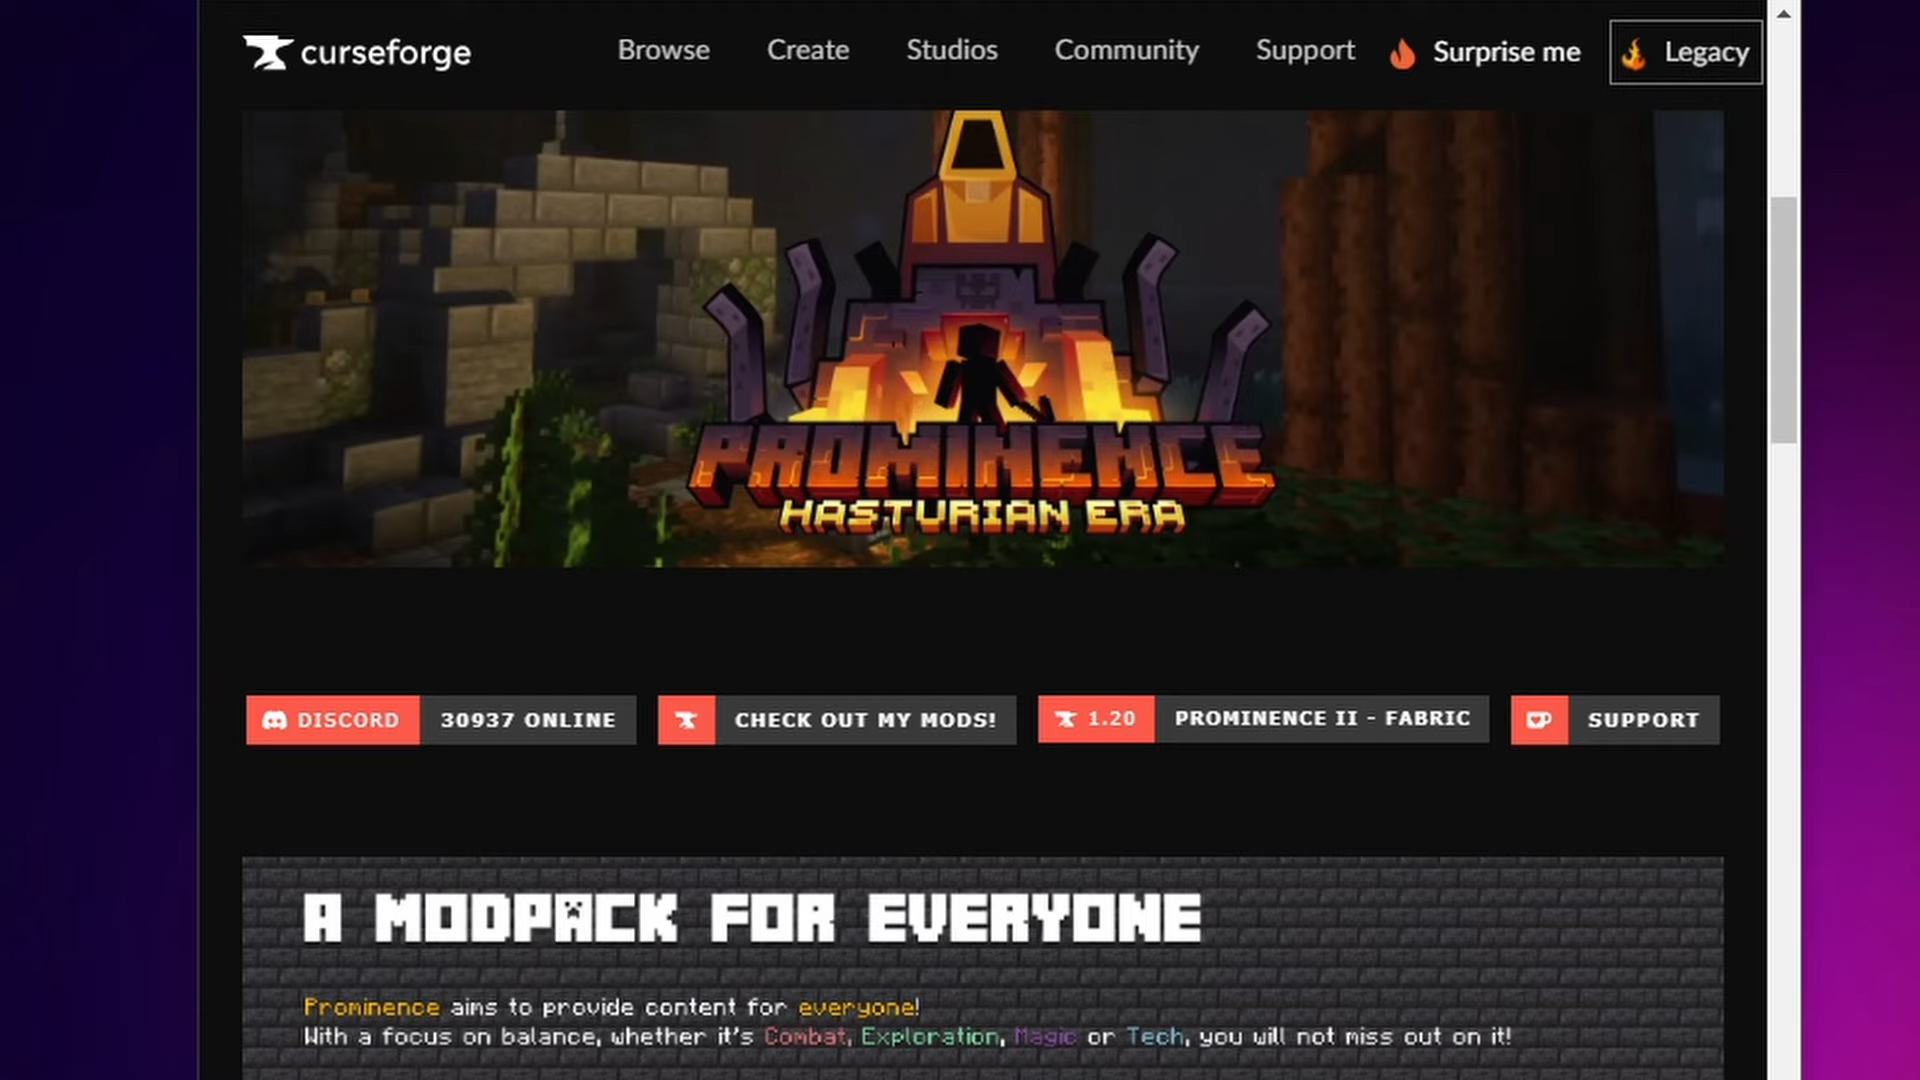 curseforge
Browse
Create
Studios
Community
Support
Surprise me
Legacy
PROMINENCE
HASTURIAN ERA
DISCORD 30937 ONLINE
CHECK OUT MY MODS!
1.20 PROMINENCE II - FABRIC
SUPPORT
A MODPACK FOR EVERYONE
Prominence aims to provide content for everyone!
With a focus on balance, whether it's Combat, Exploration, Magic or Tech, you will not miss out on it!